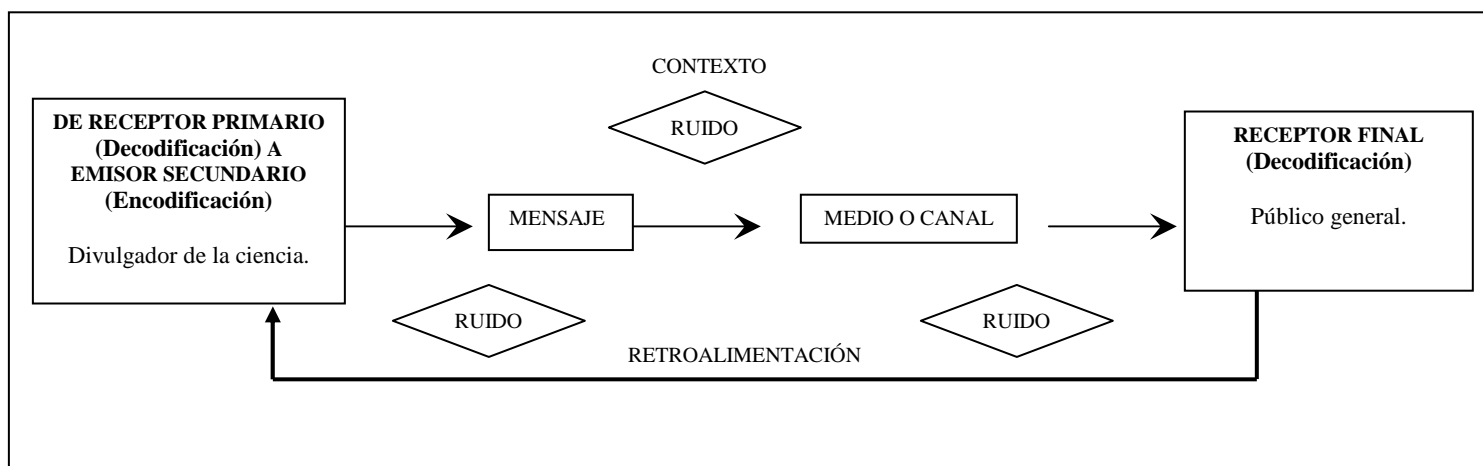 CONTEXTO
RUIDO
DE RECEPTOR PRIMARIO
(Decodificación) A
EMISOR SECUNDARIO
(Encodificación)
Divulgador de la ciencia.
MENSAJE
MEDIO O CANAL
RECEPTOR FINAL
(Decodificación)
Público general.
RUIDO
RUIDO
RETROALIMENTACIÓN